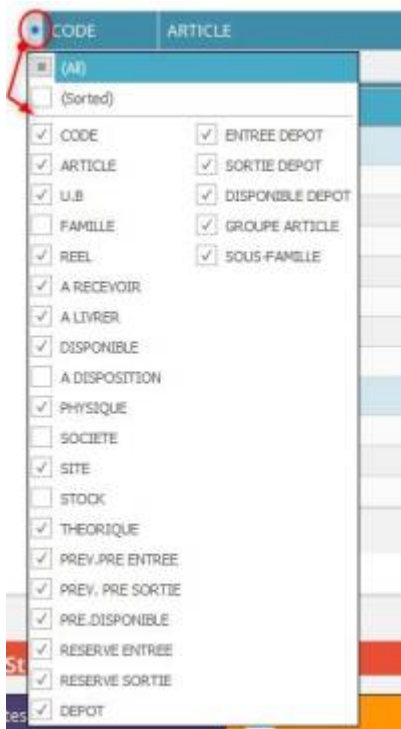 CODE ARTICLE
(All)
(Sorted)
CODE
ARTICLE
U.B
FAMILLE
REEL
A RECEVOIR
A LIVRER
DISPONIBLE
A DISPOSITION
PHYSIQUE
SOCIETE
SITE
STOCK
THEORIQUE
PREV.PRE ENTREE
PREV. PRE SORTIE
PRE.DISPONIBLE
RESERVE ENTREE
RESERVE SORTIE
DEPOT
ENTREE DEPOT
SORTIE DEPOT
DISPONIBLE DEPOT
GROUPE ARTICLE
SOUS-FAMILLE
St
tes